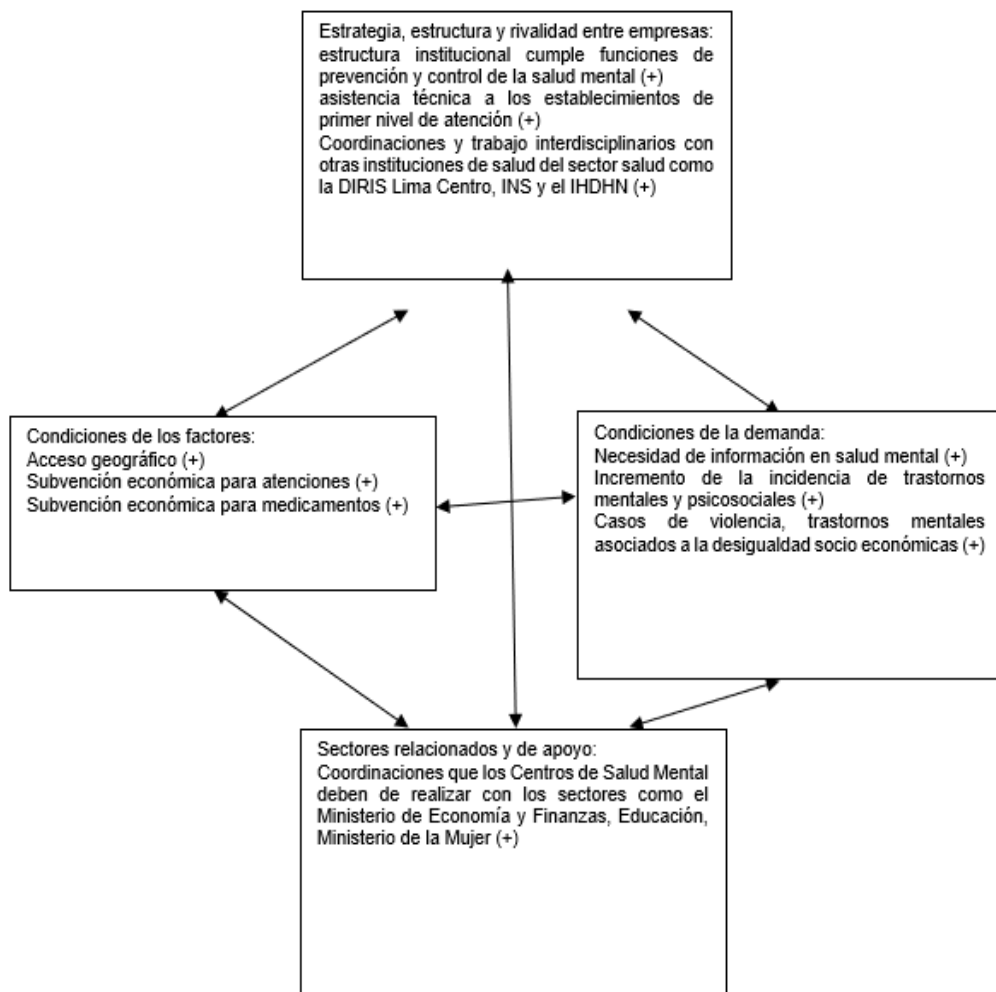 Estrategia, estructura y rivalidad entre empresas:
estructura institucional cumple funciones de
prevención y control de la salud mental (+)
asistencia técnica a los establecimientos de
primer nivel de atención (+)
Coordinaciones y trabajo interdisciplinarios con
otras instituciones de salud del sector salud como
la DIRIS Lima Centro, INS y el IHDHN (+)
Condiciones de los factores:
Acceso geográfico (+)
Subvención económica para atenciones (+)
Subvención económica para medicamentos (+)
Condiciones de la demanda:
Necesidad de información en salud mental (+)
Incremento de la incidencia de trastornos
mentales y psicosociales (+)
Casos de violencia, trastornos mentales
asociados a la desigualdad socio económicas (+)
Sectores relacionados y de apoyo:
Coordinaciones que los Centros de Salud Mental
deben de realizar con los sectores como el
Ministerio de Economía y Finanzas, Educación,
Ministerio de la Mujer (+)